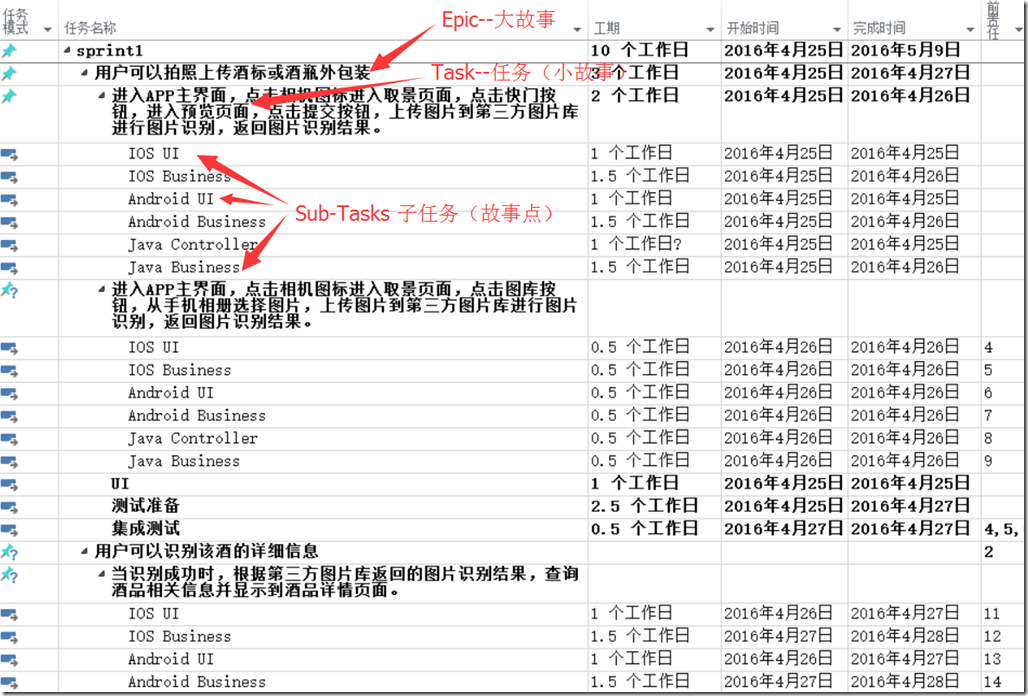 任务模式 任务名称 工期 开始时间 完成时间 前
Epic--大故事
sprint1 10 个工作日 2016年4月25日 2016年5月9日
用户可以拍照上传酒标或酒瓶外包装 3 个工作日 2016年4月25日 2016年4月27日
Task--任务（小故事）
进入APP主界面，点击相机图标进入取景页面，点击快门按 2 个工作日 2016年4月25日 2016年4月26日
钮，进入预览页面，点击提交按钮，上传图片到第三方图片库
进行图片识别，返回图片识别结果。
IOS UI 1 个工作日 2016年4月25日 2016年4月25日
IOS Business 1.5 个工作日 2016年4月25日 2016年4月26日
Android UI 1 个工作日 2016年4月25日 2016年4月25日
Sub-Tasks 子任务（故事点）
Android Business 1.5 个工作日 2016年4月25日 2016年4月26日
Java Controller 1 个工作日? 2016年4月25日 2016年4月25日
Java Business 1.5 个工作日 2016年4月25日 2016年4月26日
进入APP主界面，点击相机图标进入取景页面，点击图库按
钮，从手机相册选择图片，上传图片到第三方图片库进行图片
识别，返回图片识别结果。
IOS UI 0.5 个工作日 2016年4月26日 2016年4月26日 4
IOS Business 0.5 个工作日 2016年4月26日 2016年4月26日 5
Android UI 0.5 个工作日 2016年4月26日 2016年4月26日 6
Android Business 0.5 个工作日 2016年4月26日 2016年4月26日 7
Java Controller 0.5 个工作日 2016年4月26日 2016年4月26日 8
Java Business 0.5 个工作日 2016年4月26日 2016年4月26日 9
UI 1 个工作日 2016年4月25日 2016年4月25日
测试准备 2.5 个工作日 2016年4月25日 2016年4月27日
集成测试 0.5 个工作日 2016年4月27日 2016年4月27日 4,5,
用户可以识别该酒的详细信息 2
当识别成功时，根据第三方图片库返回的图片识别结果，查询
酒品相关信息并显示到酒品详情页面。
IOS UI 1 个工作日 2016年4月26日 2016年4月27日 11
IOS Business 1.5 个工作日 2016年4月27日 2016年4月28日 12
Android UI 1 个工作日 2016年4月26日 2016年4月27日 13
Android Business 1.5 个工作日 2016年4月27日 2016年4月28日 14